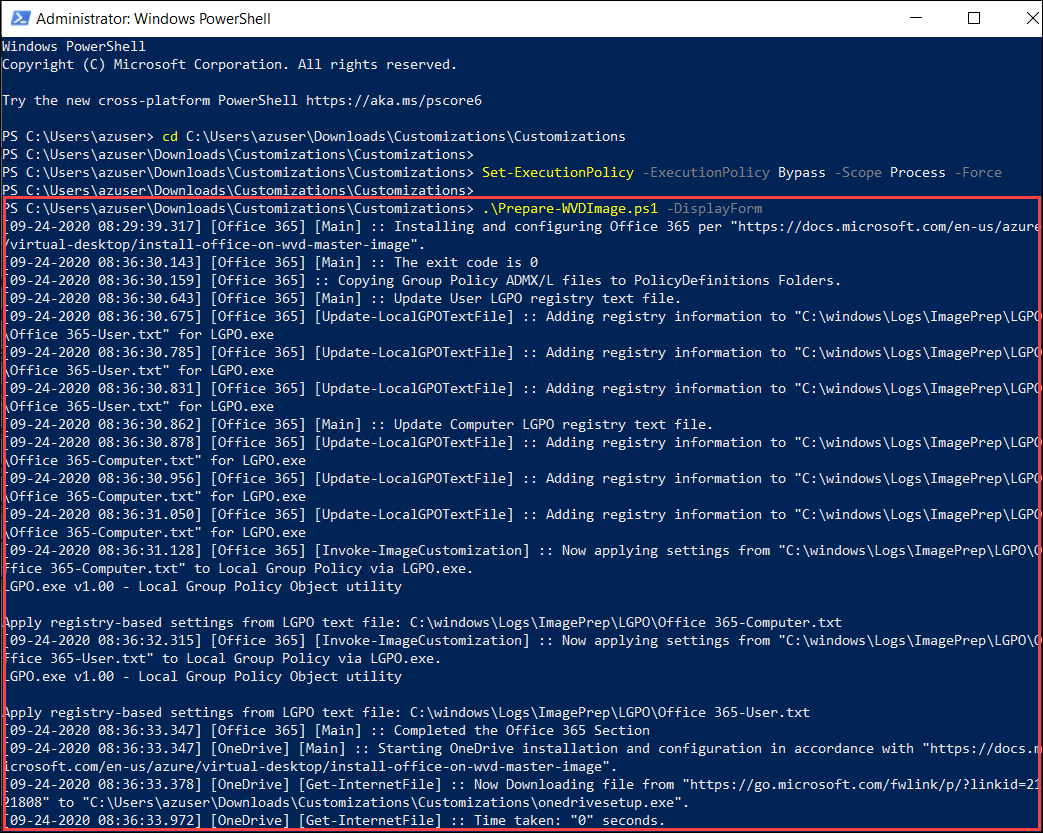 Administrator: Windows PowerShell
Windows PowerShell
Copyright (C) Microsoft Corporation. All rights reserved.
Try the new cross-platform PowerShell https://aka.ms/pscore6
PS C:\Users\azuser> cd C:\Users\azuser\Downloads\Customizations\Customizations
PS C:\Users\azuser\Downloads\Customizations\Customizations>
PS C:\Users\azuser\Downloads\Customizations\Customizations> Set-ExecutionPolicy -ExecutionPolicy Bypass -Scope Process -Force
PS C:\Users\azuser\Downloads\Customizations\Customizations>
PS C:\Users\azuser\Downloads\Customizations\Customizations> .\Prepare-WVDImage.ps1 -DisplayForm
[09-24-2020 08:29:39.317] [Office 365] [Main] :: Installing and configuring Office 365 per "https://docs.microsoft.com/en-us/azure
/virtual-desktop/install-office-on-wvd-master-image".
[09-24-2020 08:36:30.143] [Office 365] [Main] :: The exit code is 0
[09-24-2020 08:36:30.159] [Office 365] :: Copying Group Policy ADMX/L files to PolicyDefinitions Folders.
[09-24-2020 08:36:30.643] [Office 365] [Main] :: Update User LGPO registry text file.
[09-24-2020 08:36:30.675] [Office 365] [Update-LocalGPOTextFile] :: Adding registry information to "C:\windows\Logs\ImagePrep\LGPO
\Office 365-User.txt" for LGPO.exe
[09-24-2020 08:36:30.785] [Office 365] [Update-LocalGPOTextFile] :: Adding registry information to "C:\windows\Logs\ImagePrep\LGPO
\Office 365-User.txt" for LGPO.exe
[09-24-2020 08:36:30.831] [Office 365] [Update-LocalGPOTextFile] :: Adding registry information to "C:\windows\Logs\ImagePrep\LGPO
\Office 365-User.txt" for LGPO.exe
[09-24-2020 08:36:30.862] [Office 365] [Main] :: Update Computer LGPO registry text file.
[09-24-2020 08:36:30.878] [Office 365] [Update-LocalGPOTextFile] :: Adding registry information to "C:\windows\Logs\ImagePrep\LGPO
\Office 365-Computer.txt" for LGPO.exe
[09-24-2020 08:36:30.956] [Office 365] [Update-LocalGPOTextFile] :: Adding registry information to "C:\windows\Logs\ImagePrep\LGPO
\Office 365-Computer.txt" for LGPO.exe
[09-24-2020 08:36:31.050] [Office 365] [Update-LocalGPOTextFile] :: Adding registry information to "C:\windows\Logs\ImagePrep\LGPO
\Office 365-Computer.txt" for LGPO.exe
[09-24-2020 08:36:31.128] [Office 365] [Invoke-ImageCustomization] :: Now applying settings from "C:\windows\Logs\ImagePrep\LGPO\O
ffice 365-Computer.txt" to Local Group Policy via LGPO.exe.
LGPO.exe v1.00 - Local Group Policy Object utility
Apply registry-based settings from LGPO text file: C:\windows\Logs\ImagePrep\LGPO\Office 365-Computer.txt
[09-24-2020 08:36:32.315] [Office 365] [Invoke-ImageCustomization] :: Now applying settings from "C:\windows\Logs\ImagePrep\LGPO\O
ffice 365-User.txt" to Local Group Policy via LGPO.exe.
LGPO.exe v1.00 - Local Group Policy Object utility
Apply registry-based settings from LGPO text file: C:\windows\Logs\ImagePrep\LGPO\Office 365-User.txt
[09-24-2020 08:36:33.347] [Office 365] [Main] :: Completed the Office 365 Section
[09-24-2020 08:36:33.347] [OneDrive] [Main] :: Starting OneDrive installation and configuration in accordance with "https://docs.m
icrosoft.com/en-us/azure/virtual-desktop/install-office-on-wvd-master-image".
[09-24-2020 08:36:33.378] [OneDrive] [Get-InternetFile] :: Now Downloading file from "https://go.microsoft.com/fwlink/p/?linkid=21
21808" to "C:\Users\azuser\Downloads\Customizations\Customizations\onedrivesetup.exe".
[09-24-2020 08:36:33.972] [OneDrive] [Get-InternetFile] :: Time taken: "0" seconds.